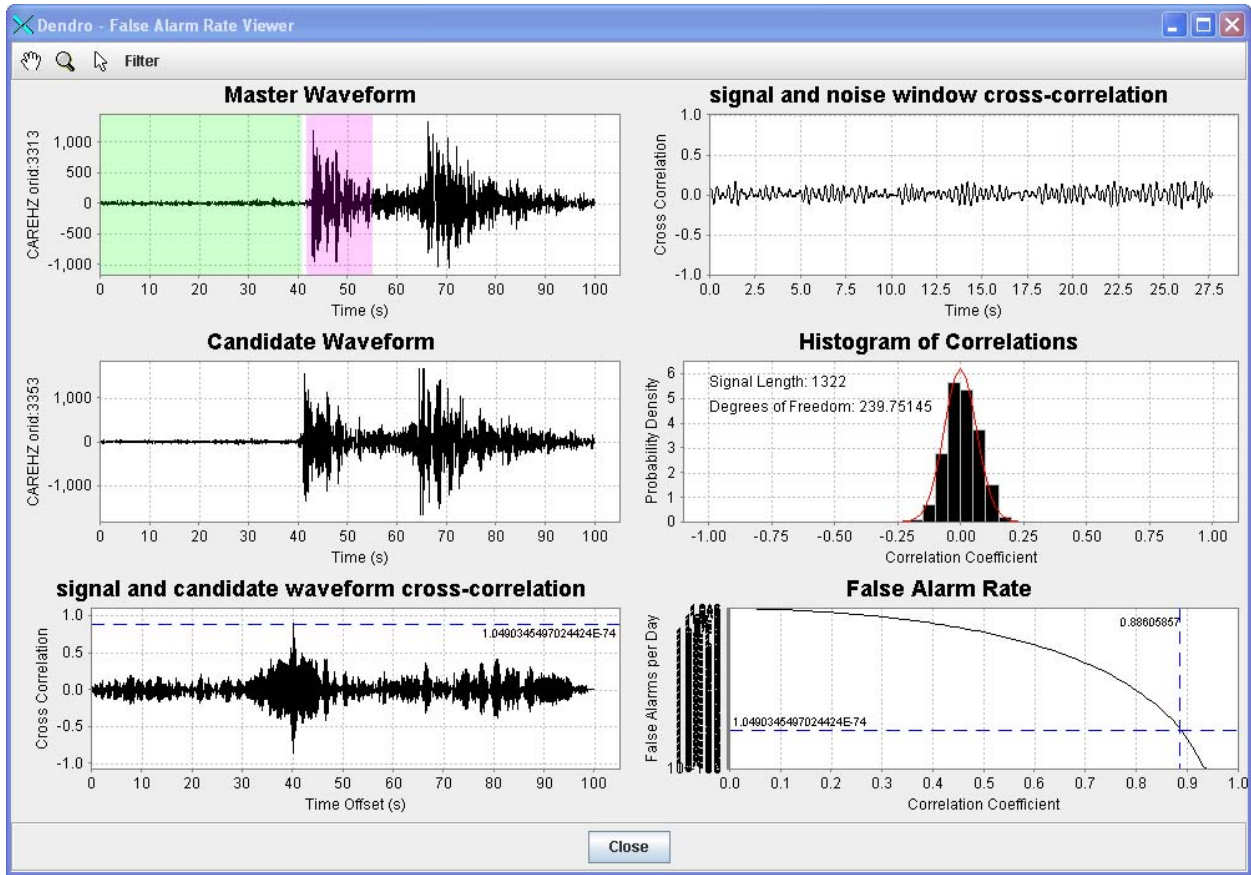 Dendro - False Alarm Rate Viewer
Filter
Master Waveform
CAREHZ orid:3313
1,000
500
0
-500
-1,000
0 10 20 30 40 50 60 70 80 90 100
Time (s)
signal and noise window cross-correlation
Cross Correlation
1.0
0.5
0.0
-0.5
-1.0
0.0 2.5 5.0 7.5 10.0 12.5 15.0 17.5 20.0 22.5 25.0 27.5
Time (s)
Candidate Waveform
CAREHZ orid:3353
1,000
0
-1,000
0 10 20 30 40 50 60 70 80 90 100
Time (s)
Histogram of Correlations
Probability Density
6
5
4
3
2
1
0
Signal Length: 1322
Degrees of Freedom: 239.75145
-1.00 -0.75 -0.50 -0.25 0.00 0.25 0.50 0.75 1.00
Correlation Coefficient
signal and candidate waveform cross-correlation
Cross Correlation
1.0
0.5
0.0
-0.5
-1.0
1.0490345497024424E-74
0 10 20 30 40 50 60 70 80 90 100
Time Offset (s)
False Alarm Rate
False Alarms per Day
0.88605857
1.0490345497024424E-74
0.0 0.1 0.2 0.3 0.4 0.5 0.6 0.7 0.8 0.9 1.0
Correlation Coefficient
Close